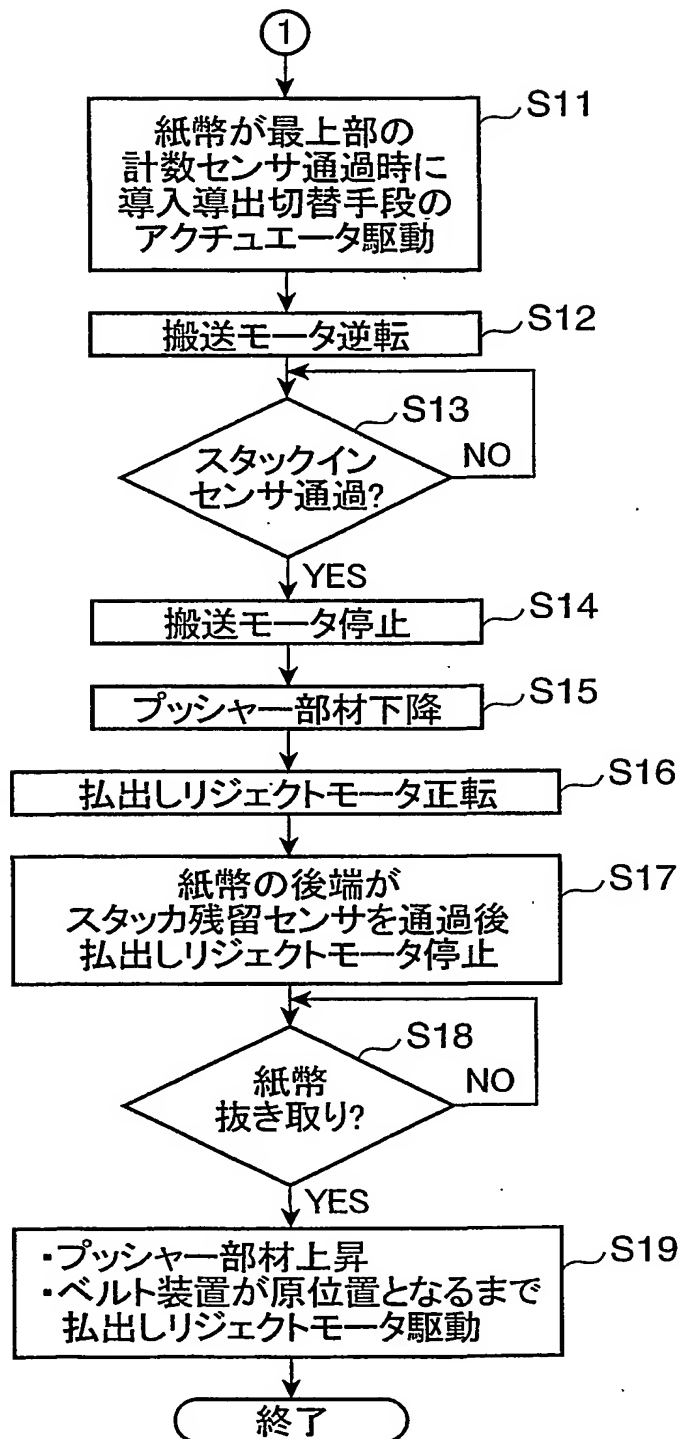 1
S11
紙幣が最上部の
計数センサ通過時に
導入導出切替手段の
アクチュエータ駆動
S12
搬送モータ逆転
S13
スタックイン
センサ通過?
NO
YES
S14
搬送モータ停止
S15
プッシャー部材下降
S16
払出しリジェクトモータ正転
S17
紙幣の後端が
スタッカ残留センサを通過後
払出しリジェクトモータ停止
S18
紙幣
抜き取り?
NO
YES
S19
・プッシャー部材上昇
・ベルト装置が原位置となるまで
払出しリジェクトモータ駆動
終了